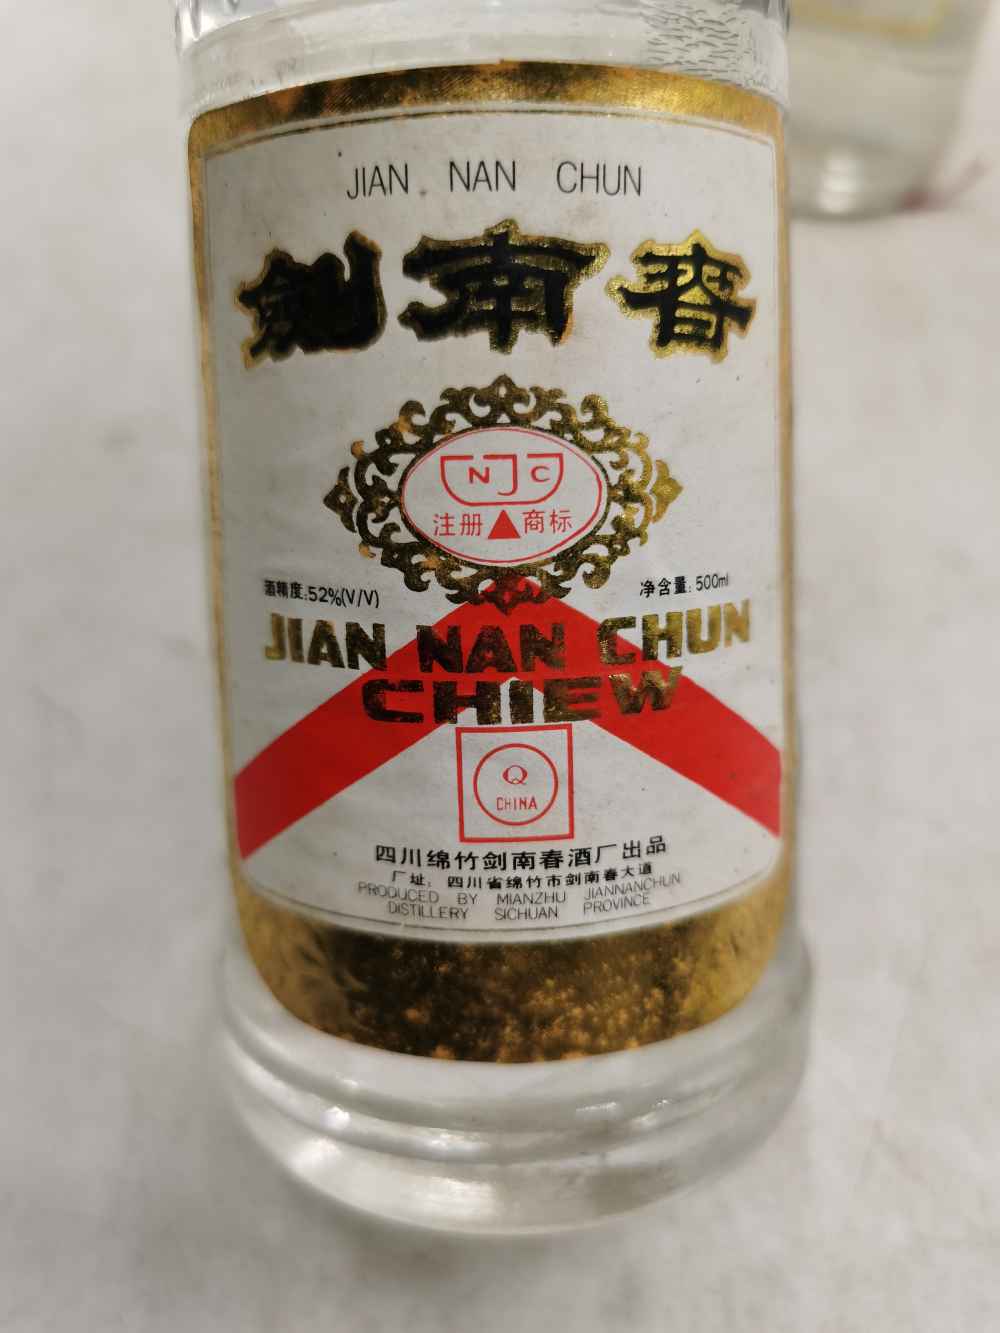 JIAN NAN CHUN
剑南春
NJC
注册 商标
酒精度:52%(V/V)
净含量:500ml
JIAN NAN CHUN
CHIEW
Q
CHINA
四川绵竹剑南春酒厂出品
厂址:四川省绵竹市剑南春大道
PRODUCED BY MIANZHU JIANNANCHUN
DISTILLERY SICHUAN PROVINCE